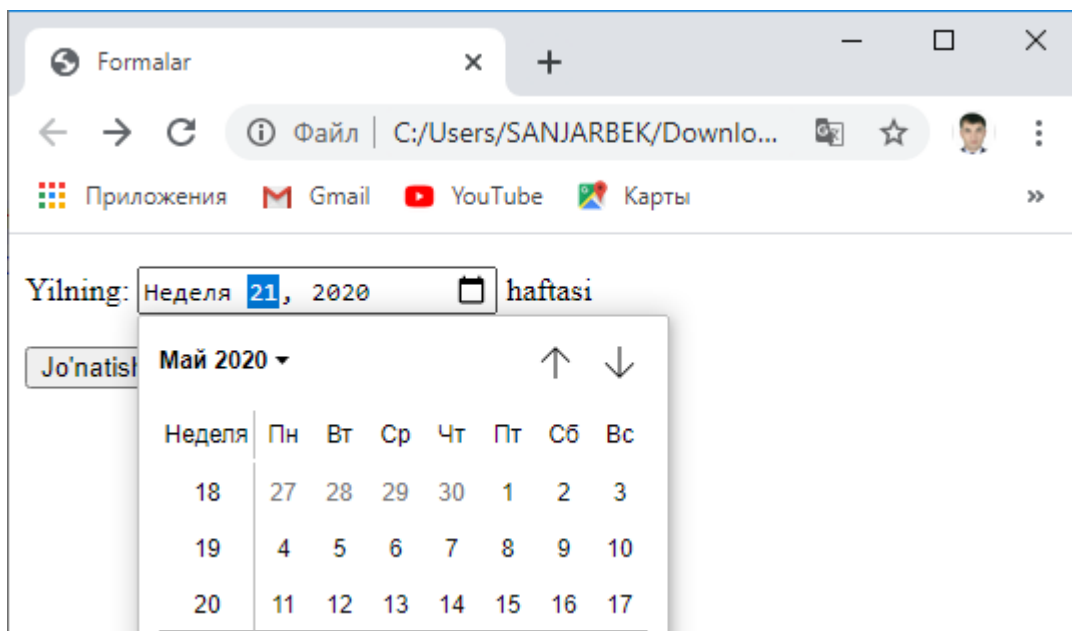 Formalar
Файл | C:/Users/SANJARBEK/Downlo...
Приложения Gmail YouTube Карты »
Yilning: Неделя 21, 2020 haftasi
Jo'natish
Май 2020
Неделя Пн Вт Ср Чт Пт Сб Вс
18 27 28 29 30 1 2 3
19 4 5 6 7 8 9 10
20 11 12 13 14 15 16 17